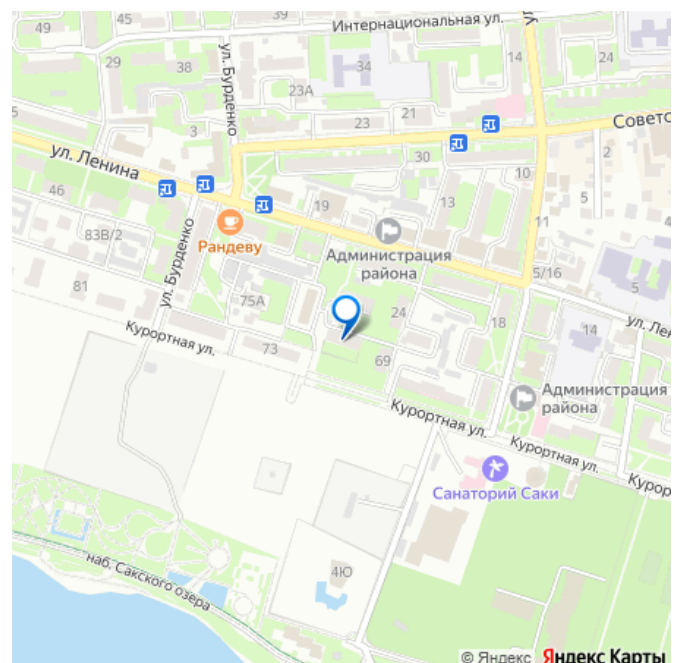 45
49
39
Интернациональная ул.
43
29
38
ул. Бурденко
23А
34
14
24
3
23
21
Советс
30
2
ул. Ленина
46
10
5
19
13
11
83В/2
Рандеву
Администрация
района
5/16
5
ул. Бурденко
81
75А
24
18
14
ул. Лен
Курортная ул.
73
69
Администрация
района
Курортная ул.
Курортная ул.
Курор
Санаторий Саки
наб. Сакского озера
4Ю
© Яндекс Яндекс Карты